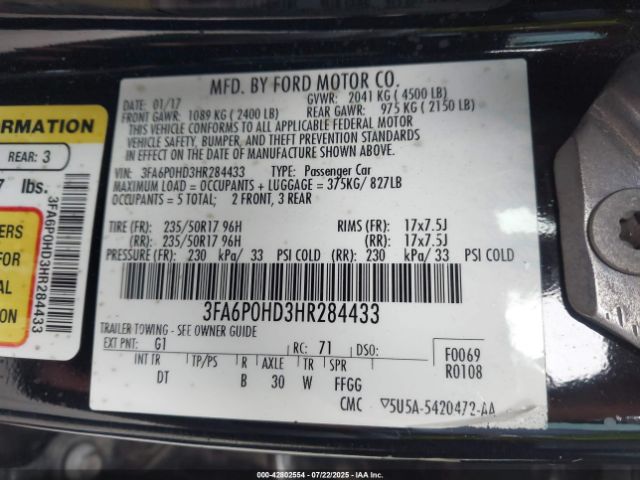 MFD. BY FORD MOTOR CO.
DATE: 01/17 GVWR: 2041 KG ( 4500 LB)
FRONT GAWR: 1089 KG ( 2400 LB) REAR GAWR: 975 KG ( 2150 LB)
THIS VEHICLE CONFORMS TO ALL APPLICABLE FEDERAL MOTOR
VEHICLE SAFETY, BUMPER, AND THEFT PREVENTION STANDARDS
IN EFFECT ON THE DATE OF MANUFACTURE SHOWN ABOVE.
VIN: 3FA6P0HD3HR284433 TYPE: Passenger Car
MAXIMUM LOAD = OCCUPANTS + LUGGAGE = 375KG/ 827LB
OCCUPANTS = 5 TOTAL; 2 FRONT, 3 REAR
TIRE (FR): 235/50R17 96H RIMS (FR): 17x7.5J
(RR): 235/50R17 96H (RR): 17x7.5J
PRESSURE (FR): 230 kPa/ 33 PSI COLD (RR): 230 kPa/ 33 PSI COLD
3FA6P0HD3HR284433
TRAILER TOWING - SEE OWNER GUIDE
EXT PNT: G1 RC: 71 DSO:
F0069
R0108
INT TR TP/PS R AXLE TR SPR
DT B 30 W FFGG
CMC ▽5U5A-5420472-AA
ORMATION
REAR: 3
7 lbs.
ERS
FOR
NAL
ION
3FA6P0HD3HR284433
000-42802554 | 07/22/2025 | IAA, Inc.